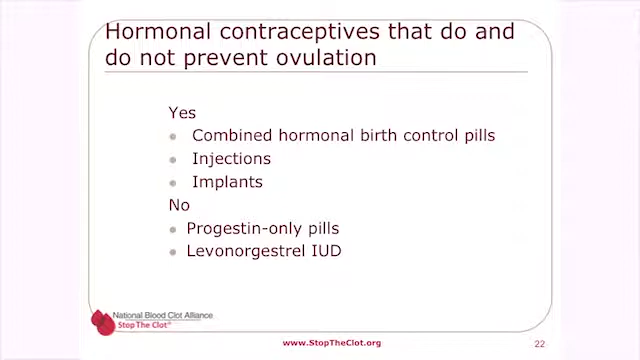 Hormonal contraceptives that do and
do not prevent ovulation
Yes
Combined hormonal birth control pills
Injections
Implants
No
Progestin-only pills
Levonorgestrel IUD
National Blood Clot Alliance
Stop The Clot®
www.StopTheClot.org
22